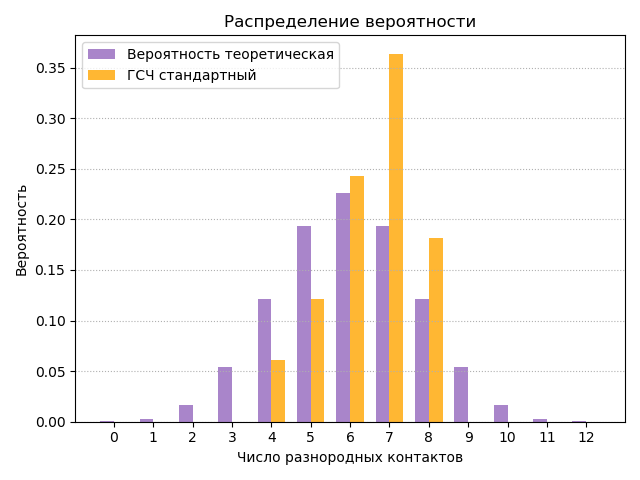 Распределение вероятности
Вероятность теоретическая
ГСЧ стандартный
Вероятность
0.35
0.30
0.25
0.20
0.15
0.10
0.05
0.00
0 1 2 3 4 5 6 7 8 9 10 11 12
Число разнородных контактов